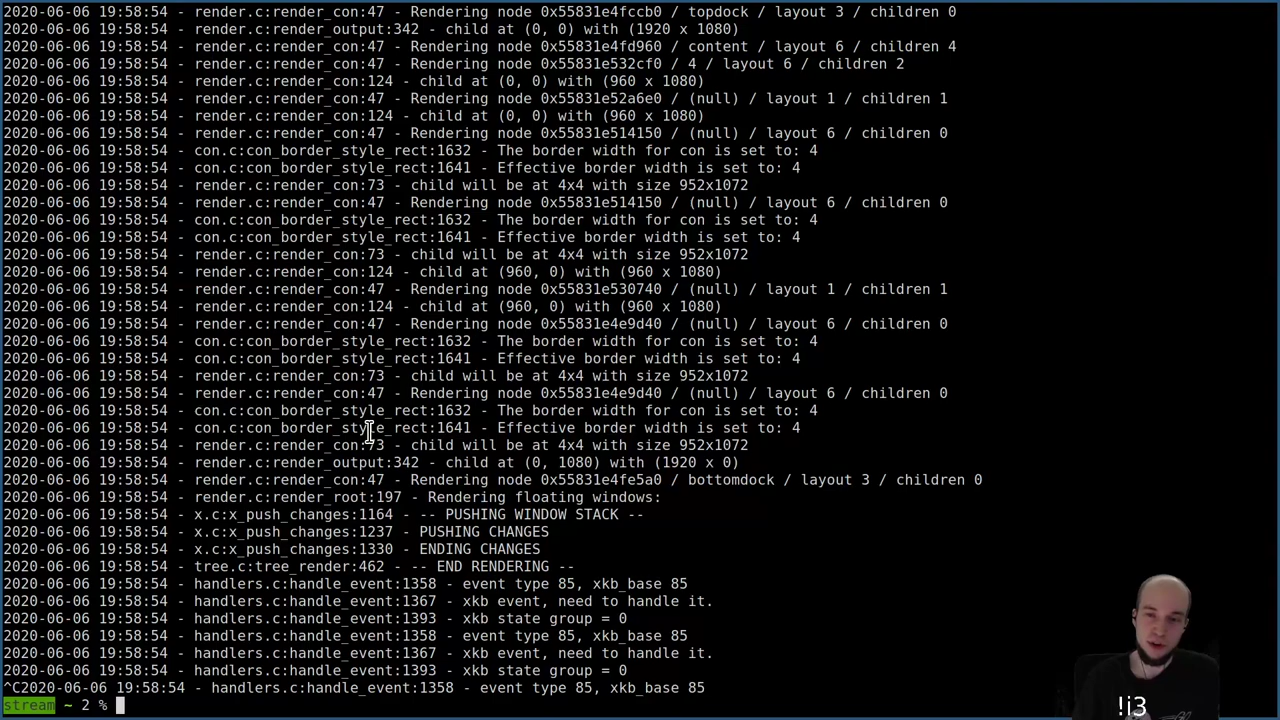 2020-06-06 19:58:54 - render.c:render_con:47 - Rendering node 0x55831e4fccb0 / topdock / layout 3 / children 0
2020-06-06 19:58:54 - render.c:render_output:342 - child at (0, 0) with (1920 x 1080)
2020-06-06 19:58:54 - render.c:render_con:47 - Rendering node 0x55831e4fd960 / content / layout 6 / children 4
2020-06-06 19:58:54 - render.c:render_con:47 - Rendering node 0x55831e532cf0 / 4 / layout 6 / children 2
2020-06-06 19:58:54 - render.c:render_con:124 - child at (0, 0) with (960 x 1080)
2020-06-06 19:58:54 - render.c:render_con:47 - Rendering node 0x55831e52a6e0 / (null) / layout 1 / children 1
2020-06-06 19:58:54 - render.c:render_con:124 - child at (0, 0) with (960 x 1080)
2020-06-06 19:58:54 - render.c:render_con:47 - Rendering node 0x55831e514150 / (null) / layout 6 / children 0
2020-06-06 19:58:54 - con.c:con_border_style_rect:1632 - The border width for con is set to: 4
2020-06-06 19:58:54 - con.c:con_border_style_rect:1641 - Effective border width is set to: 4
2020-06-06 19:58:54 - render.c:render_con:73 - child will be at 4x4 with size 952x1072
2020-06-06 19:58:54 - render.c:render_con:47 - Rendering node 0x55831e514150 / (null) / layout 6 / children 0
2020-06-06 19:58:54 - con.c:con_border_style_rect:1632 - The border width for con is set to: 4
2020-06-06 19:58:54 - con.c:con_border_style_rect:1641 - Effective border width is set to: 4
2020-06-06 19:58:54 - render.c:render_con:73 - child will be at 4x4 with size 952x1072
2020-06-06 19:58:54 - render.c:render_con:124 - child at (960, 0) with (960 x 1080)
2020-06-06 19:58:54 - render.c:render_con:47 - Rendering node 0x55831e530740 / (null) / layout 1 / children 1
2020-06-06 19:58:54 - render.c:render_con:124 - child at (960, 0) with (960 x 1080)
2020-06-06 19:58:54 - render.c:render_con:47 - Rendering node 0x55831e4e9d40 / (null) / layout 6 / children 0
2020-06-06 19:58:54 - con.c:con_border_style_rect:1632 - The border width for con is set to: 4
2020-06-06 19:58:54 - con.c:con_border_style_rect:1641 - Effective border width is set to: 4
2020-06-06 19:58:54 - render.c:render_con:73 - child will be at 4x4 with size 952x1072
2020-06-06 19:58:54 - render.c:render_con:47 - Rendering node 0x55831e4e9d40 / (null) / layout 6 / children 0
2020-06-06 19:58:54 - con.c:con_border_style_rect:1632 - The border width for con is set to: 4
2020-06-06 19:58:54 - con.c:con_border_style_rect:1641 - Effective border width is set to: 4
2020-06-06 19:58:54 - render.c:render_con:73 - child will be at 4x4 with size 952x1072
2020-06-06 19:58:54 - render.c:render_output:342 - child at (0, 1080) with (1920 x 0)
2020-06-06 19:58:54 - render.c:render_con:47 - Rendering node 0x55831e4fe5a0 / bottomdock / layout 3 / children 0
2020-06-06 19:58:54 - render.c:render_root:197 - Rendering floating windows:
2020-06-06 19:58:54 - x.c:x_push_changes:1164 - -- PUSHING WINDOW STACK --
2020-06-06 19:58:54 - x.c:x_push_changes:1237 - PUSHING CHANGES
2020-06-06 19:58:54 - x.c:x_push_changes:1330 - ENDING CHANGES
2020-06-06 19:58:54 - tree.c:tree_render:462 - -- END RENDERING --
2020-06-06 19:58:54 - handlers.c:handle_event:1358 - event type 85, xkb_base 85
2020-06-06 19:58:54 - handlers.c:handle_event:1367 - xkb event, need to handle it.
2020-06-06 19:58:54 - handlers.c:handle_event:1393 - xkb state group = 0
2020-06-06 19:58:54 - handlers.c:handle_event:1358 - event type 85, xkb_base 85
2020-06-06 19:58:54 - handlers.c:handle_event:1367 - xkb event, need to handle it.
2020-06-06 19:58:54 - handlers.c:handle_event:1393 - xkb state group = 0
^C2020-06-06 19:58:54 - handlers.c:handle_event:1358 - event type 85, xkb_base 85
stream ~ 2 %
!i3